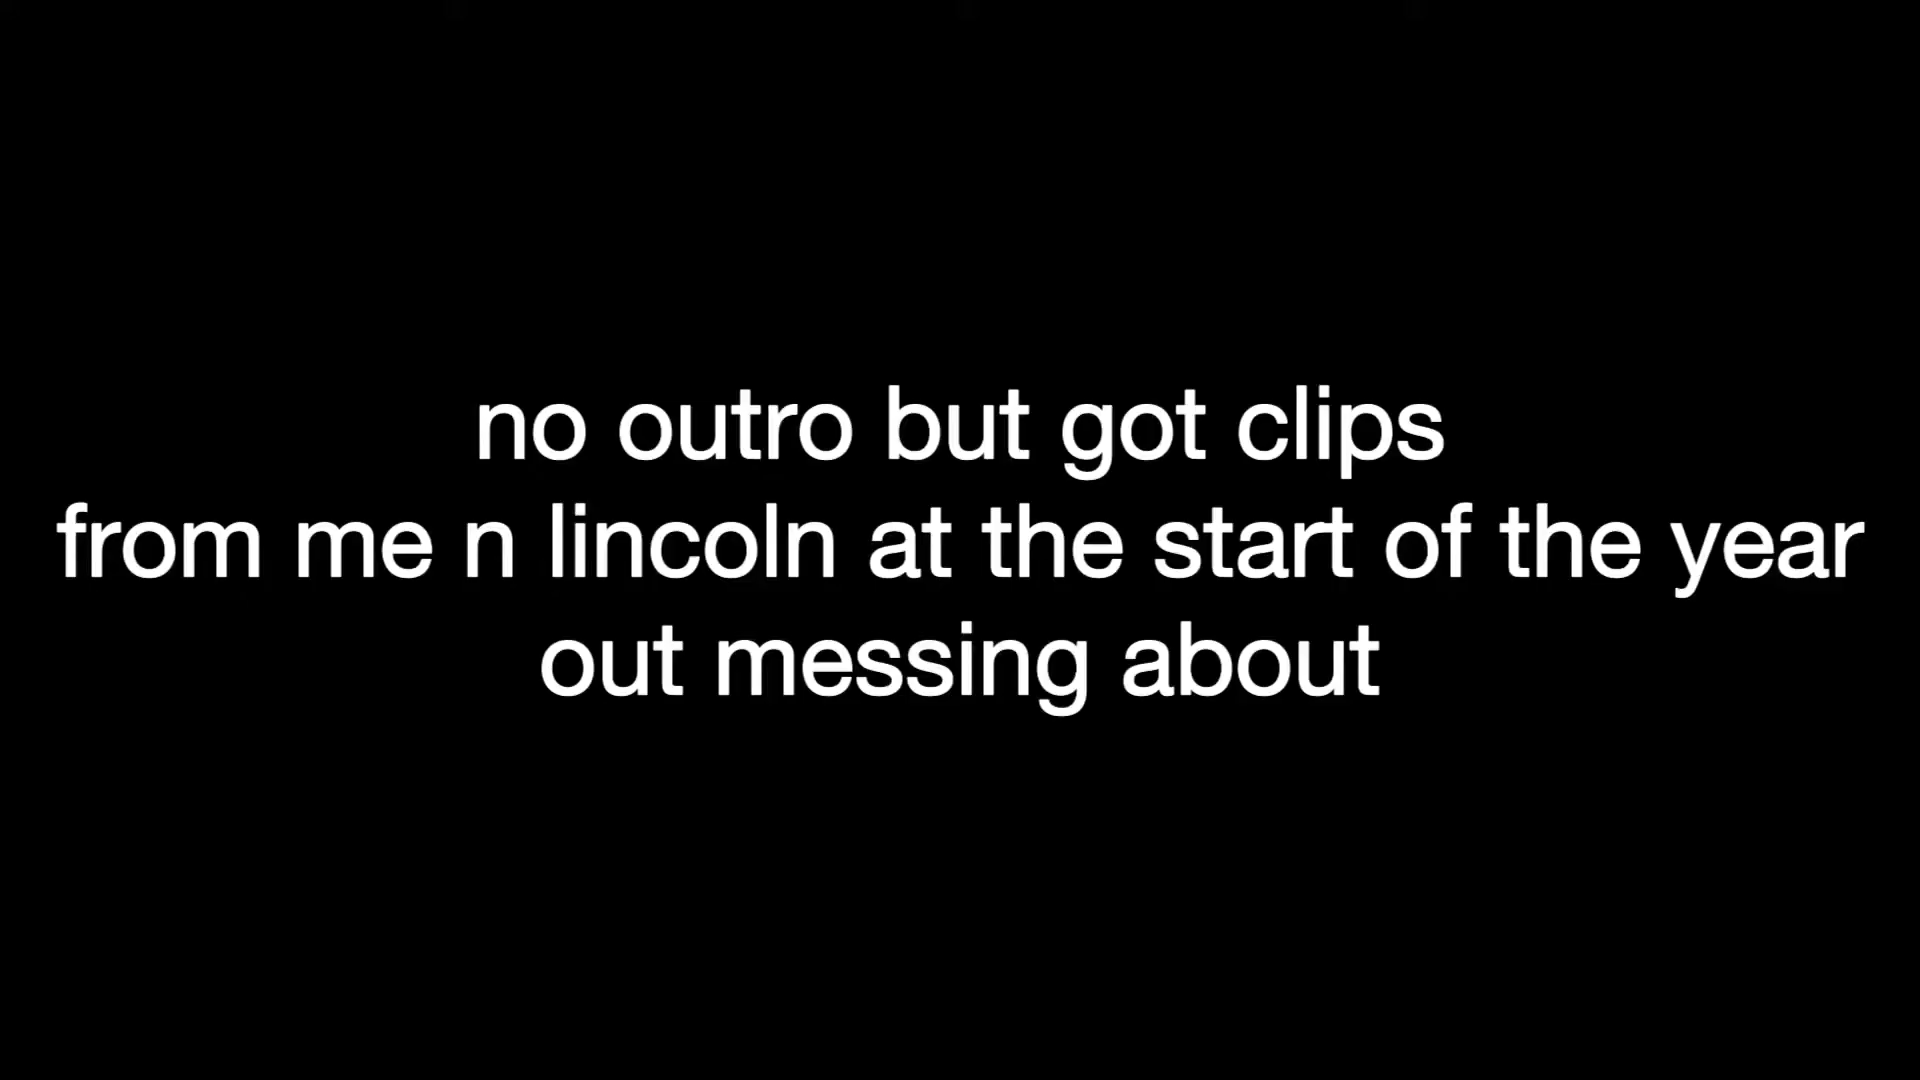 no outro but got clips
from me n lincoln at the start of the year
out messing about